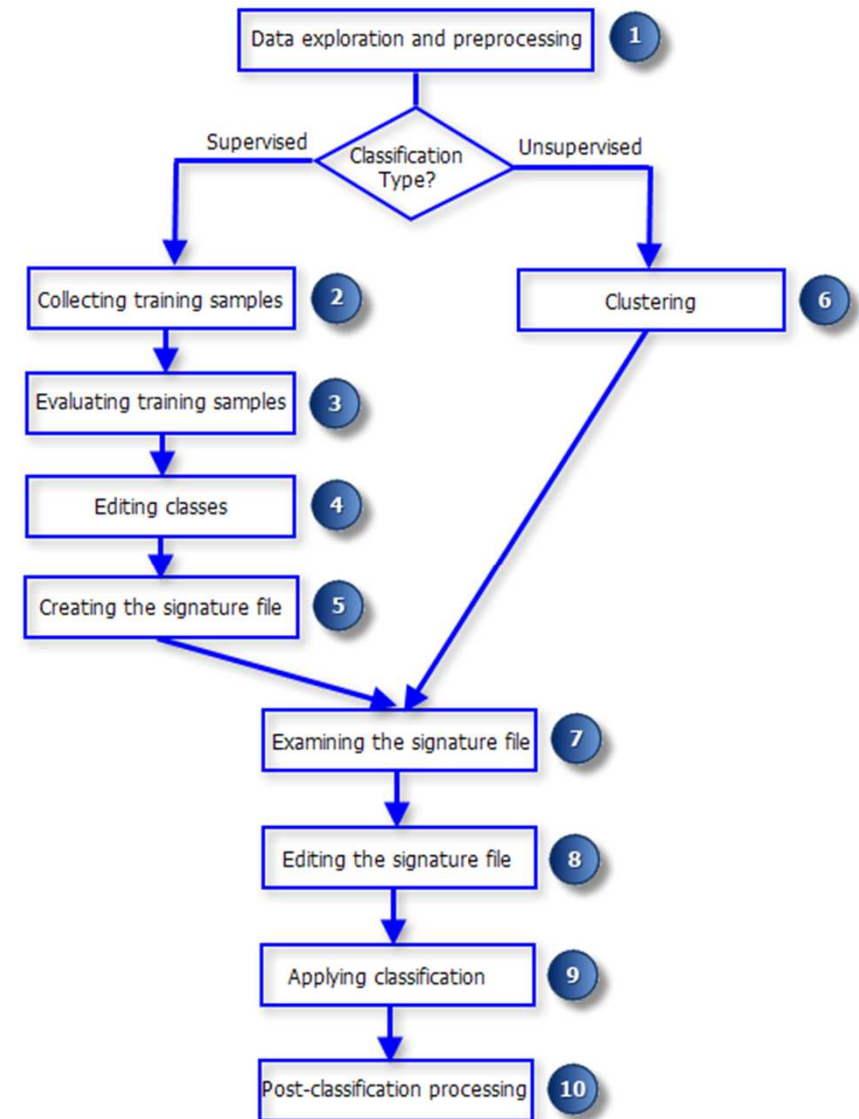 Data exploration and preprocessing
1
Supervised
Classification
Type?
Unsupervised
Collecting training samples
2
Clustering
6
Evaluating training samples
3
Editing classes
4
Creating the signature file
5
Examining the signature file
7
Editing the signature file
8
Applying classification
9
Post-classification processing
10